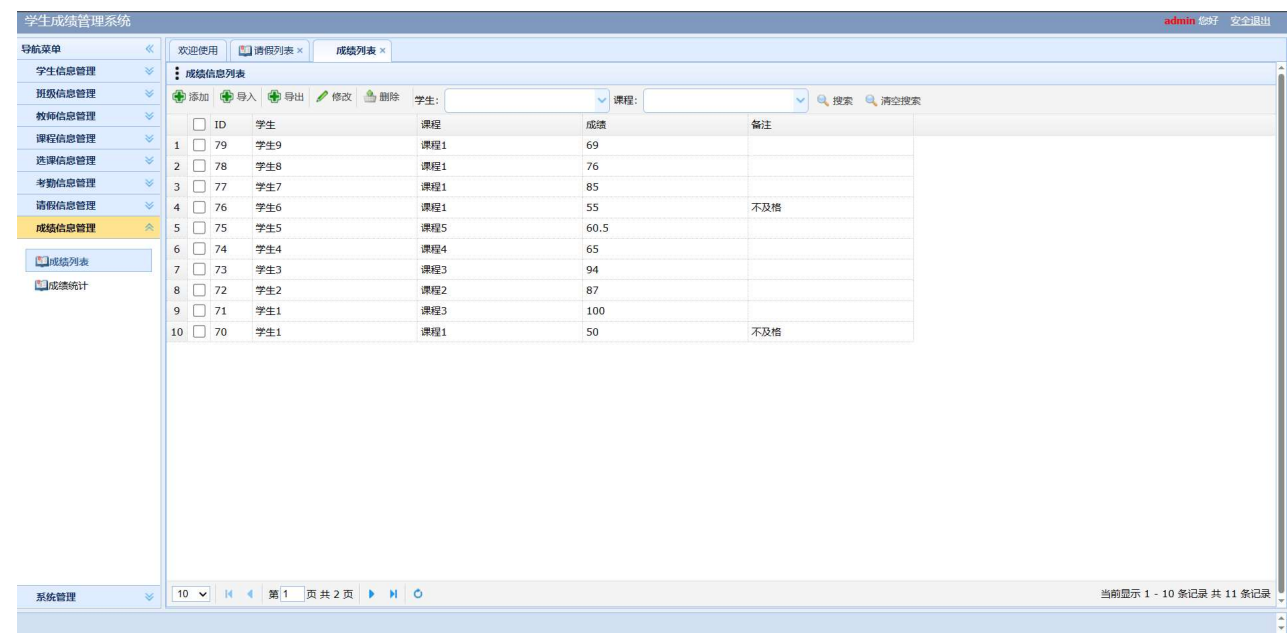 学生成绩管理系统 admin 您好 安全退出
导航菜单 欢迎使用 请假列表 × 成绩列表 ×
学生信息管理 成绩信息列表
班级信息管理 添加 导入 导出 修改 删除 学生: 课程: 搜索 清空搜索
教师信息管理 ID 学生 课程 成绩 备注
课程信息管理 1 79 学生9 课程1 69
选课信息管理 2 78 学生8 课程1 76
考勤信息管理 3 77 学生7 课程1 85
请假信息管理 4 76 学生6 课程1 55 不及格
成绩信息管理 5 75 学生5 课程5 60.5
6 74 学生4 课程4 65
成绩列表 7 73 学生3 课程3 94
成绩统计 8 72 学生2 课程2 87
9 71 学生1 课程3 100
10 70 学生1 课程1 50 不及格
系统管理 10 第 1 页 共 2 页 当前显示 1 - 10 条记录 共 11 条记录